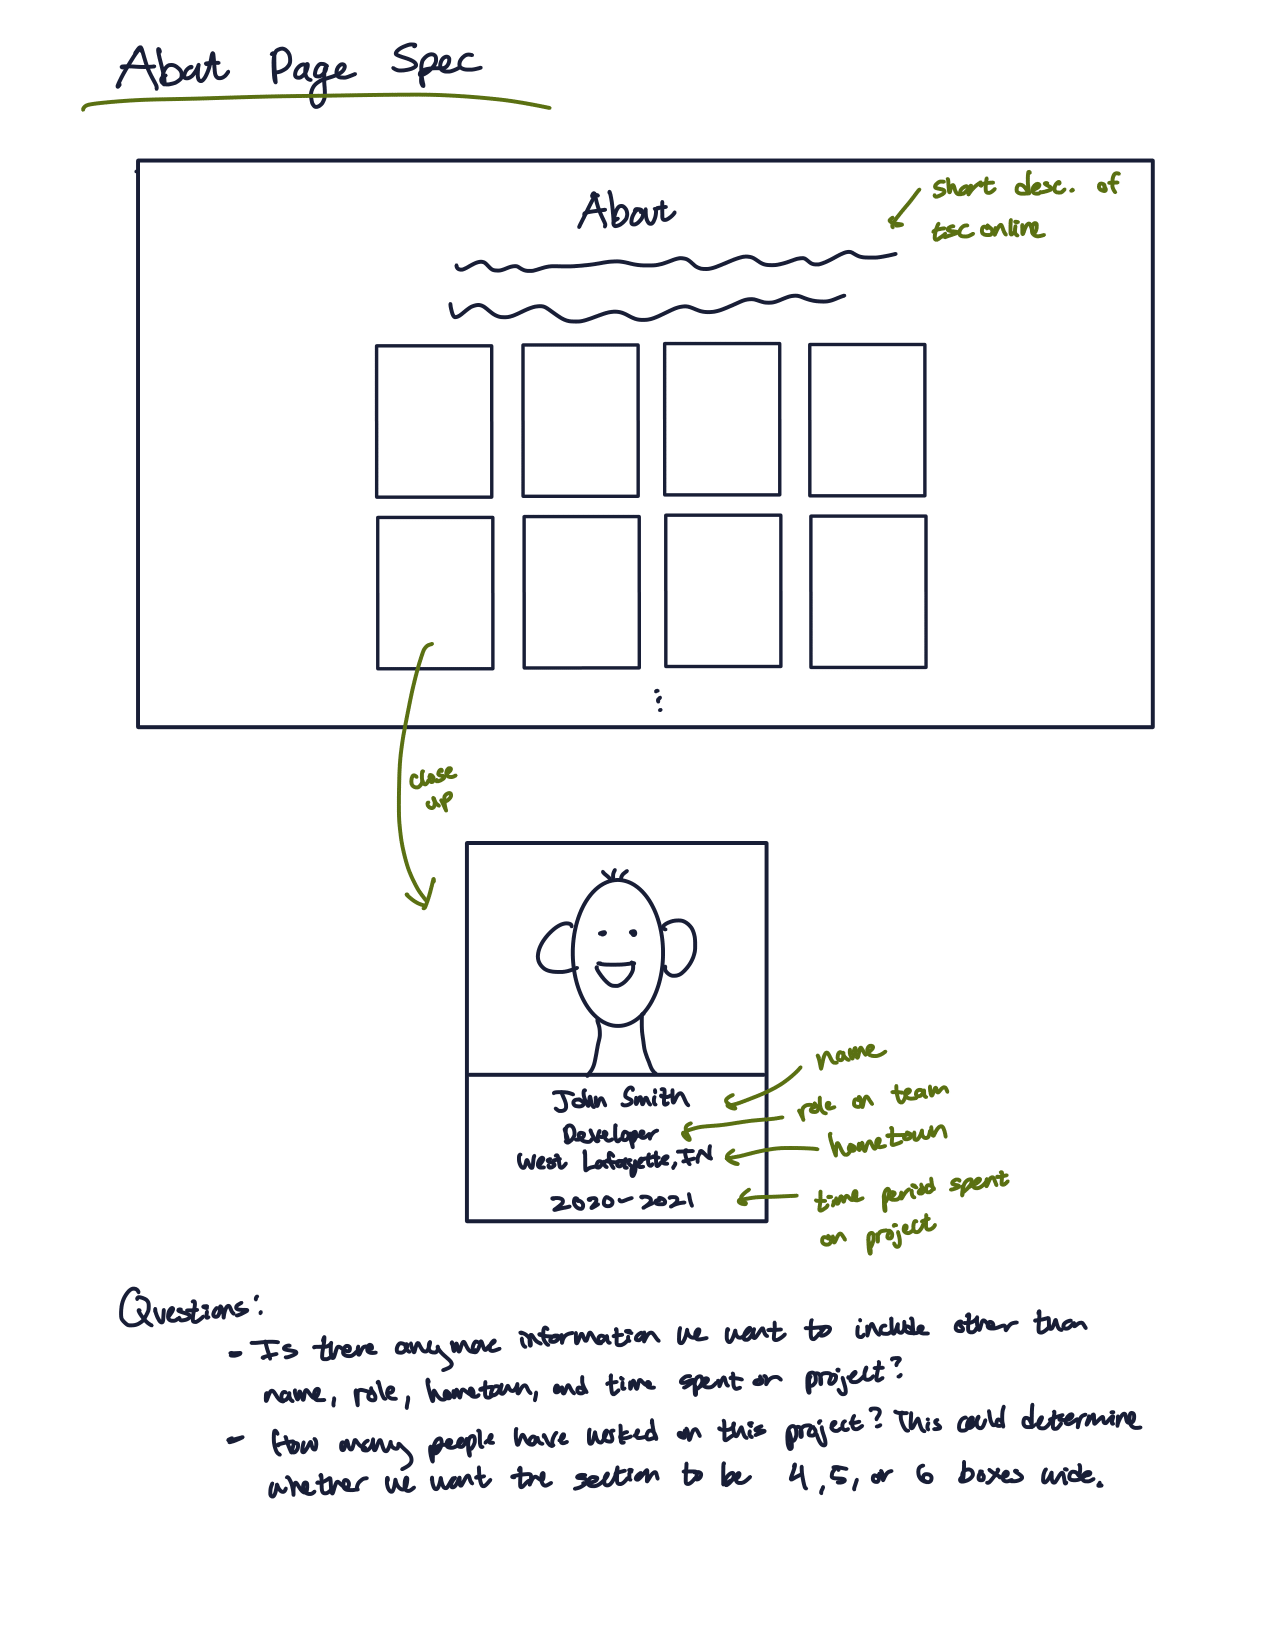 About Page Spec
About
short desc. of
tsc online
close
up
John Smith
Developer
West Lafayette, IN
2020-2021
name
role on team
hometown
time period spent
on project
Questions:
- Is there anymore information we want to include other than
name, role, hometown, and time spent on project?
- How many people have worked on this project? This could determine
whether we want the section to be 4, 5, or 6 boxes wide.